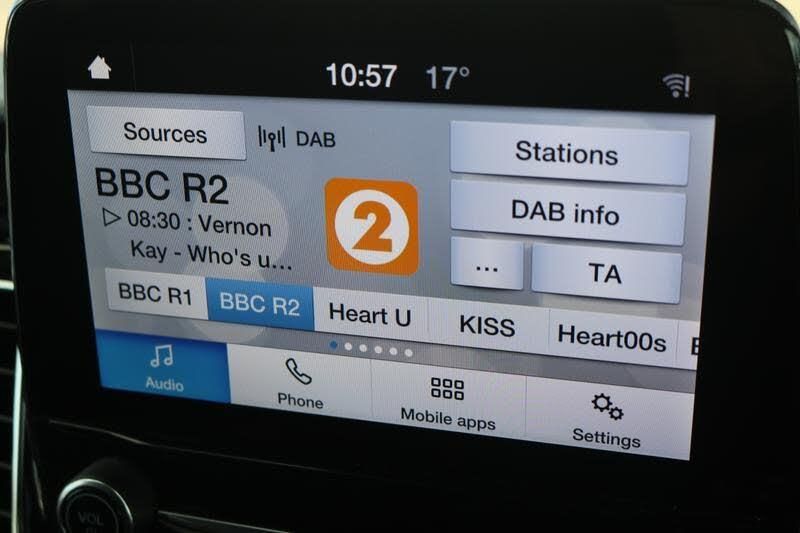 10:57 17°
Sources DAB
BBC R2
08:30 : Vernon
Kay - Who's u...
2
Stations
DAB info
... TA
BBC R1 BBC R2 Heart U KISS Heart00s
Audio Phone Mobile apps Settings
VOL